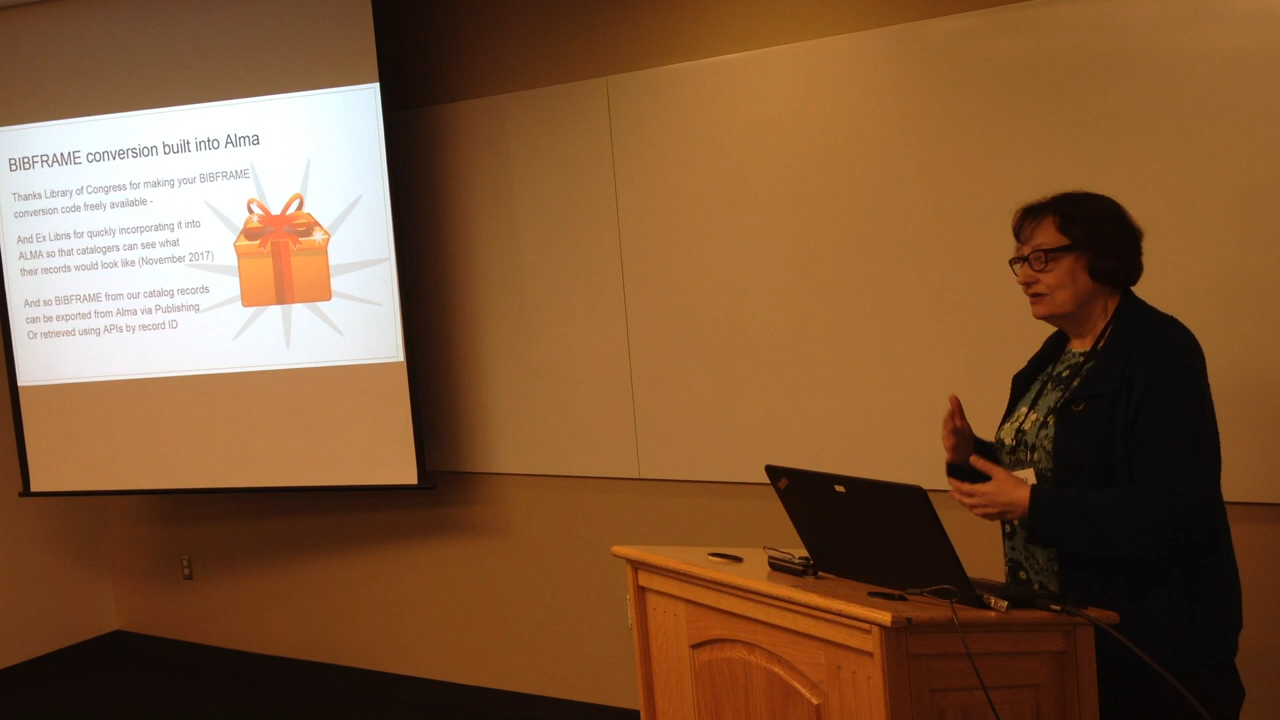 BIBFRAME conversion built into Alma
Thanks Library of Congress for making your BIBFRAME
conversion code freely available -
And Ex Libris for quickly incorporating it into
ALMA so that catalogers can see what
their records would look like (November 2017)
And so BIBFRAME from our catalog records
can be exported from Alma via Publishing
Or retrieved using APIs by record ID